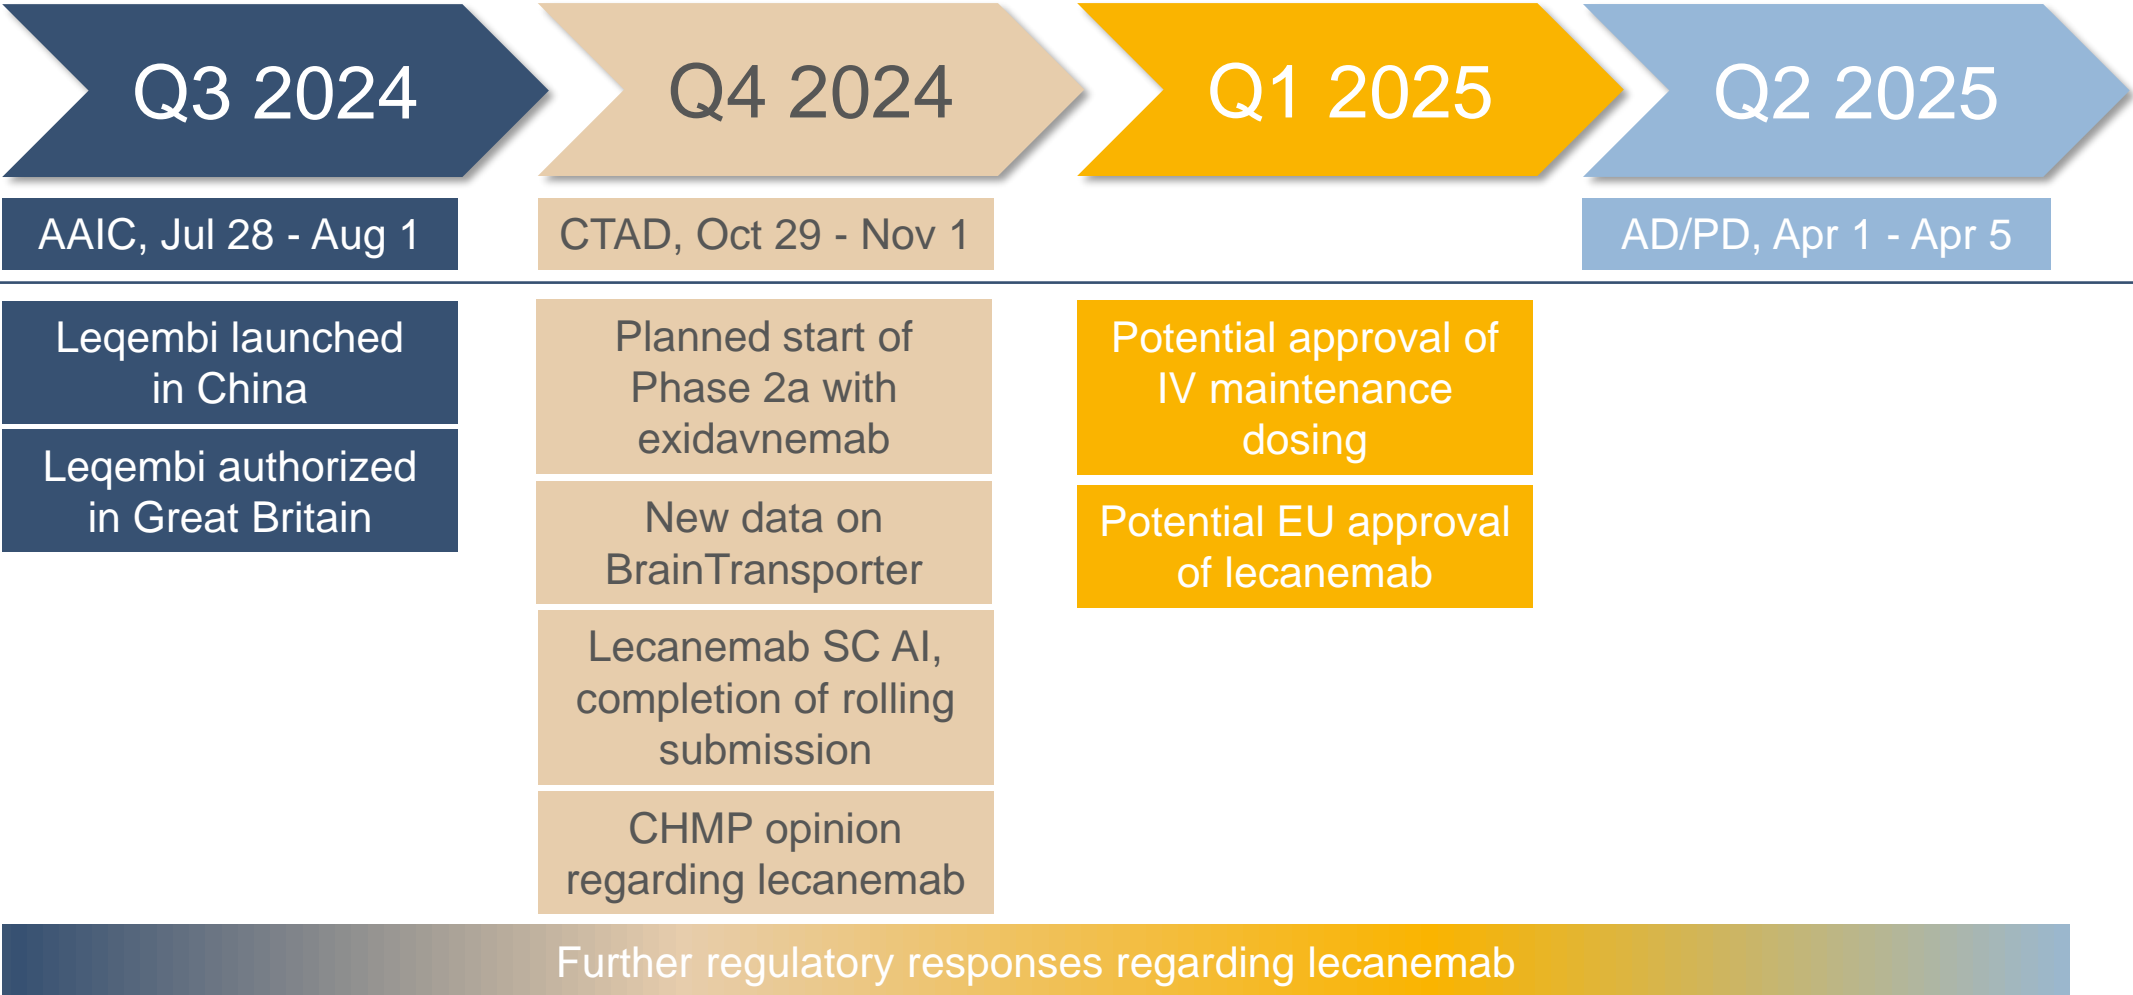 Q3 2024
Q4 2024
Q1 2025
Q2 2025
AAIC, Jul 28 - Aug 1
CTAD, Oct 29 - Nov 1
AD/PD, Apr 1 - Apr 5
Leqembi launched
in China
Leqembi authorized
in Great Britain
Planned start of
Phase 2a with
exidavnemab
New data on
BrainTransporter
Lecanemab SC AI,
completion of rolling
submission
CHMP opinion
regarding lecanemab
Potential approval of
IV maintenance
dosing
Potential EU approval
of lecanemab
Further regulatory responses regarding lecanemab